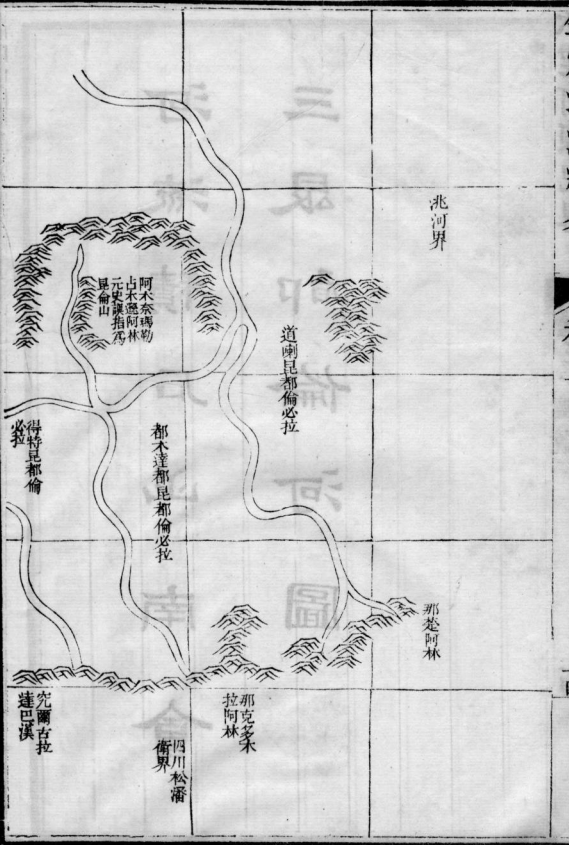 洮河界
道喇昆都倫必拉
那楚阿林
阿木奈瑪勒
占木遜阿林
元史誤指爲
昆侖山
都木達都昆都倫必拉
得特昆都倫
必拉
那克多木
拉阿林
四川松潘
衛界
究爾古拉
達巴漢